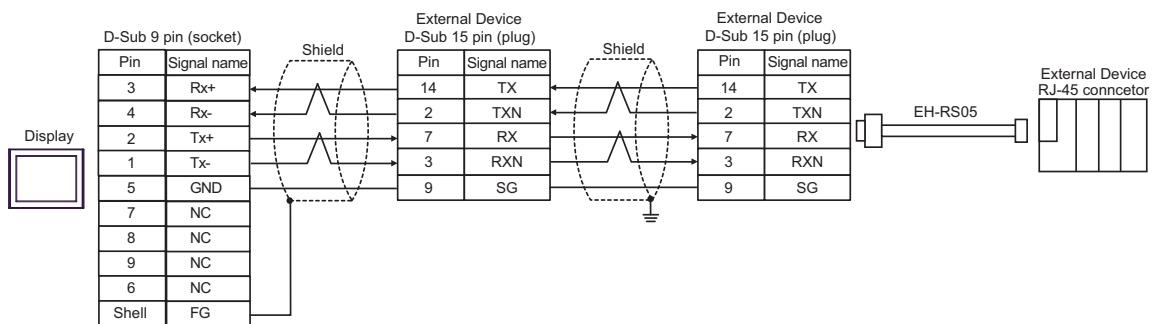 Display
D-Sub 9 pin (socket)
Pin Signal name
3 Rx+
4 Rx-
2 Tx+
1 Tx-
5 GND
7 NC
8 NC
9 NC
6 NC
Shell FG
Shield
External Device
D-Sub 15 pin (plug)
Pin Signal name
14 TX
2 TXN
7 RX
3 RXN
9 SG
Shield
External Device
D-Sub 15 pin (plug)
Pin Signal name
14 TX
2 TXN
7 RX
3 RXN
9 SG
EH-RS05
External Device
RJ-45 conncetor